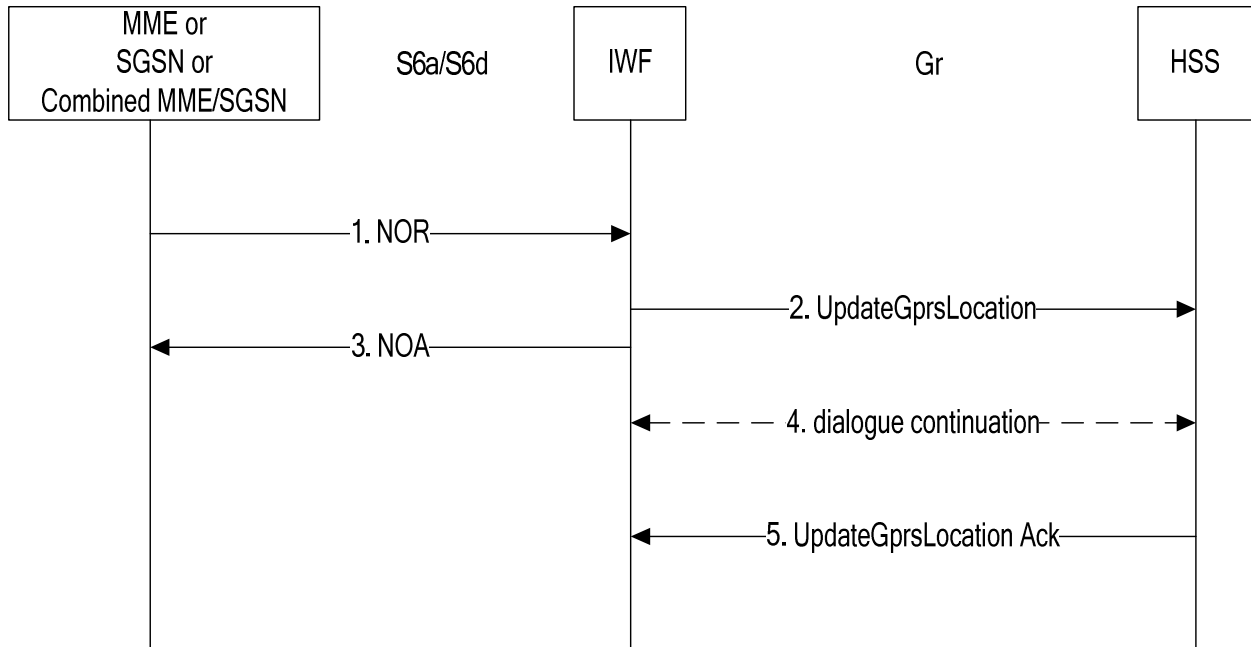 MME or
SGSN or
Combined MME/SGSN
S6a/S6d
IWF
Gr
HSS
1. NOR
2. UpdateGprsLocation
3. NOA
4. dialogue continuation
5. UpdateGprsLocation Ack